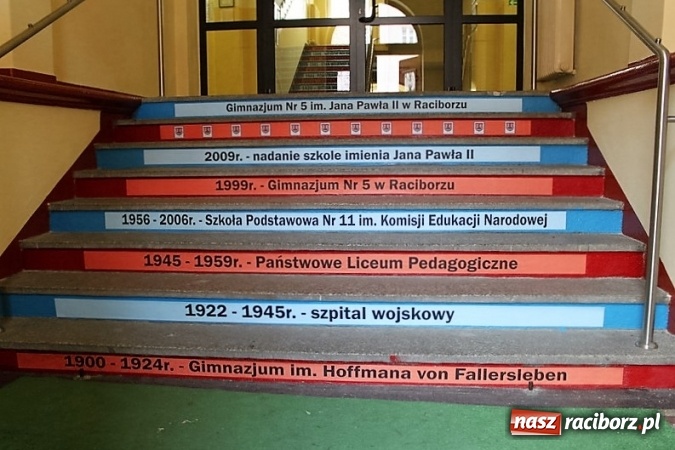 Gimnazjum Nr 5 im. Jana Pawła II w Raciborzu
2009r. - nadanie szkole imienia Jana Pawła II
1999r. - Gimnazjum Nr 5 w Raciborzu
1956 - 2006r. - Szkoła Podstawowa Nr 11 im. Komisji Edukacji Narodowej
1945 - 1959r. - Państwowe Liceum Pedagogiczne
1922 - 1945r. - szpital wojskowy
1900 - 1924r. - Gimnazjum im. Hoffmana von Fallersleben
nasz raciborz.pl